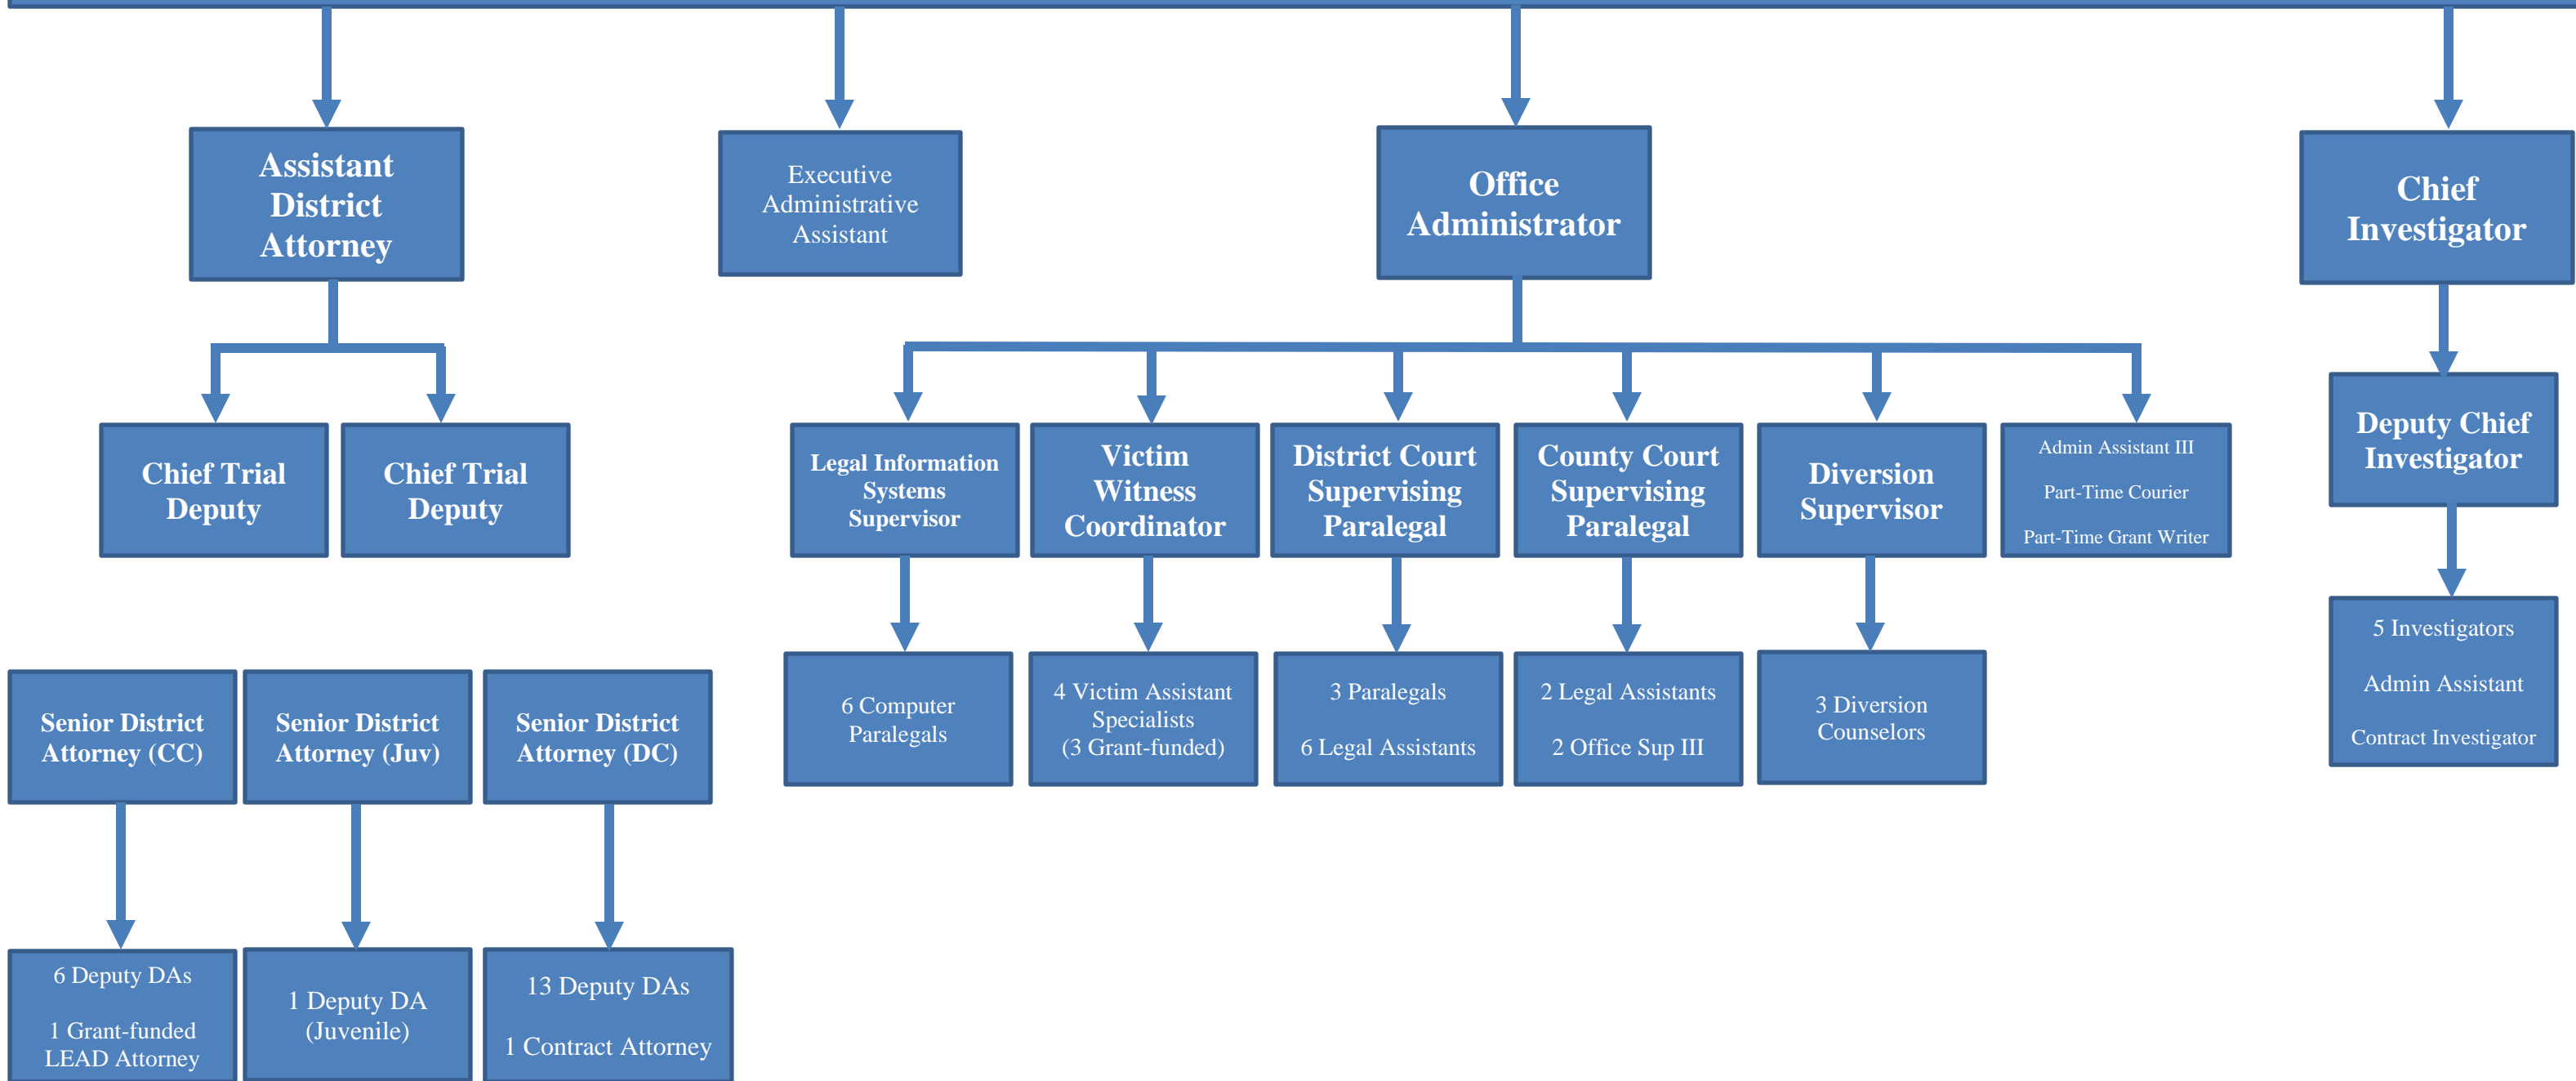 Assistant
District
Attorney
Executive
Administrative
Assistant
Office
Administrator
Chief
Investigator
Chief Trial
Deputy
Chief Trial
Deputy
Legal Information
Systems
Supervisor
Victim
Witness
Coordinator
District Court
Supervising
Paralegal
County Court
Supervising
Paralegal
Diversion
Supervisor
Admin Assistant III
Part-Time Courier
Part-Time Grant Writer
Deputy Chief
Investigator
6 Computer
Paralegals
4 Victim Assistant
Specialists
(3 Grant-funded)
3 Paralegals
6 Legal Assistants
2 Legal Assistants
2 Office Sup III
3 Diversion
Counselors
5 Investigators
Admin Assistant
Contract Investigator
Senior District
Attorney (CC)
Senior District
Attorney (Juv)
Senior District
Attorney (DC)
6 Deputy DAs
1 Grant-funded
LEAD Attorney
1 Deputy DA
(Juvenile)
13 Deputy DAs
1 Contract Attorney